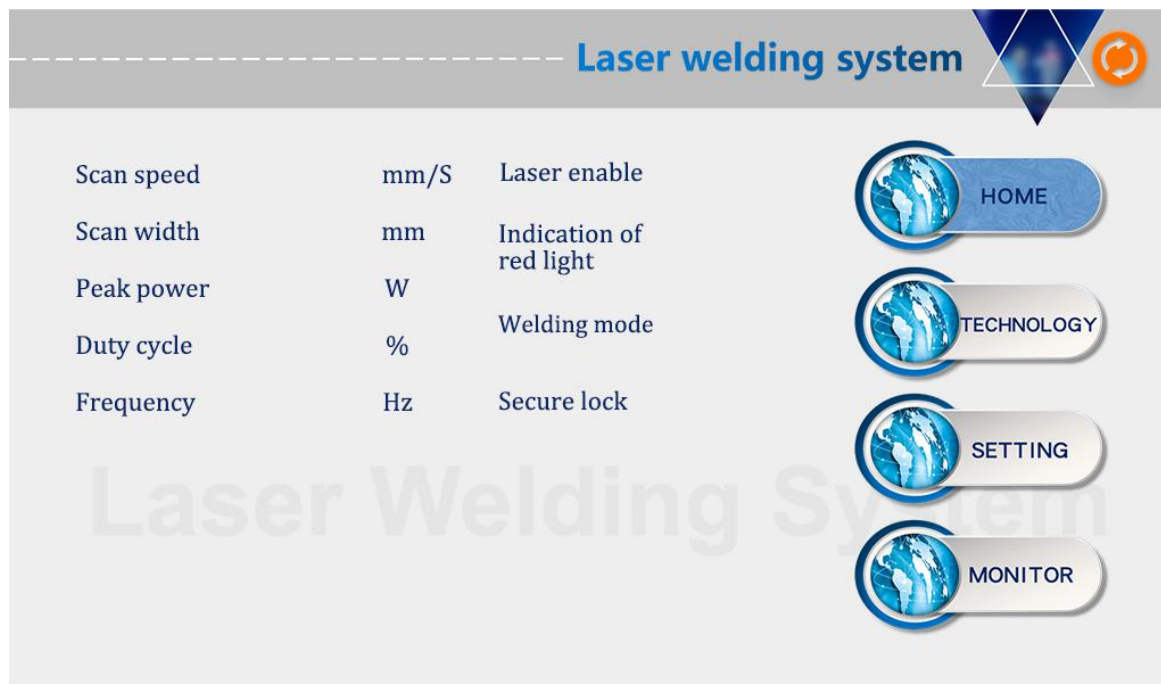 Laser welding system
Scan speed mm/S
Scan width mm
Peak power W
Duty cycle %
Frequency Hz
Laser enable
Indication of
red light
Welding mode
Secure lock
HOME
TECHNOLOGY
SETTING
MONITOR
Laser Welding System